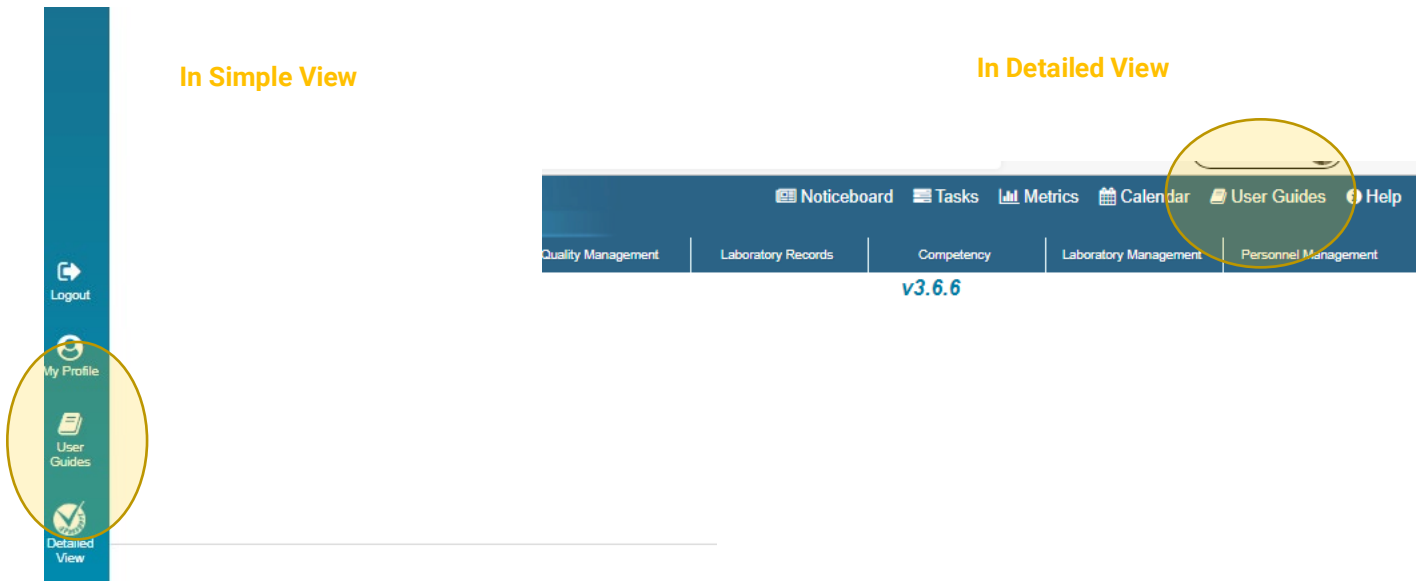 In Simple View
Logout
My Profile
User
Guides
Detailed
View
In Detailed View
Noticeboard Tasks Metrics Calendar User Guides Help
Quality Management Laboratory Records Competency Laboratory Management Personnel Management
v3.6.6